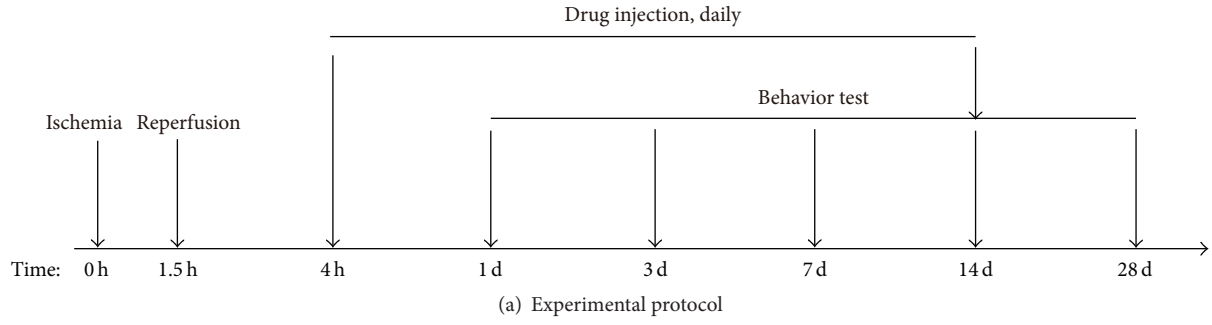 Drug injection, daily
Behavior test
Ischemia Reperfusion
Time: 0 h 1.5 h 4 h 1 d 3 d 7 d 14 d 28 d
(a) Experimental protocol